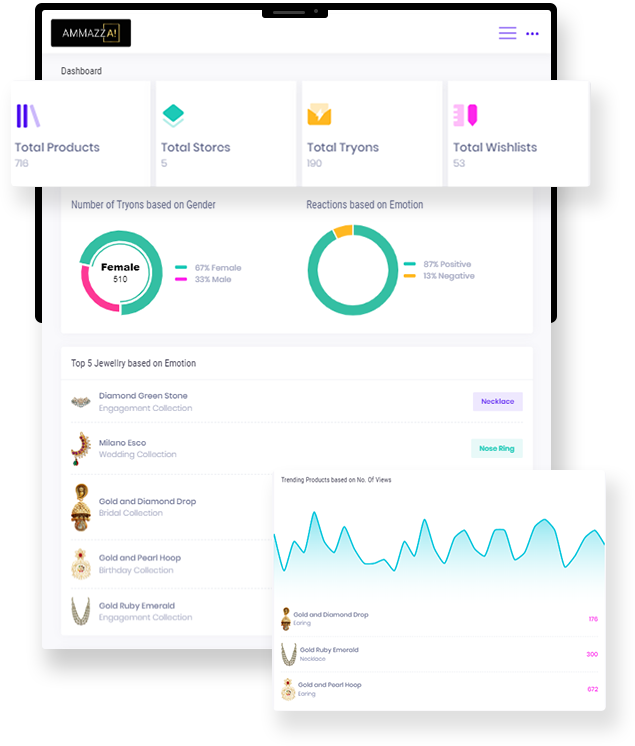 AMMAZZA!
Dashboard
Total Products
716
Total Stores
5
Total Tryons
190
Total Wishlists
53
Number of Tryons based on Gender
Female
510
67% Female
33% Male
Reactions based on Emotion
87% Positive
13% Negative
Top 5 Jewellry based on Emotion
Diamond Green Stone
Engagement Collection
Necklace
Milano Esco
Wedding Collection
Nose Ring
Gold and Diamond Drop
Bridal Collection
Gold and Pearl Hoop
Birthday Collection
Gold Ruby Emerald
Engagement Collection
Trending Products based on No. Of Views
Gold and Diamond Drop
Earing
176
Gold Ruby Emerald
Necklace
300
Gold and Pearl Hoop
Earing
672